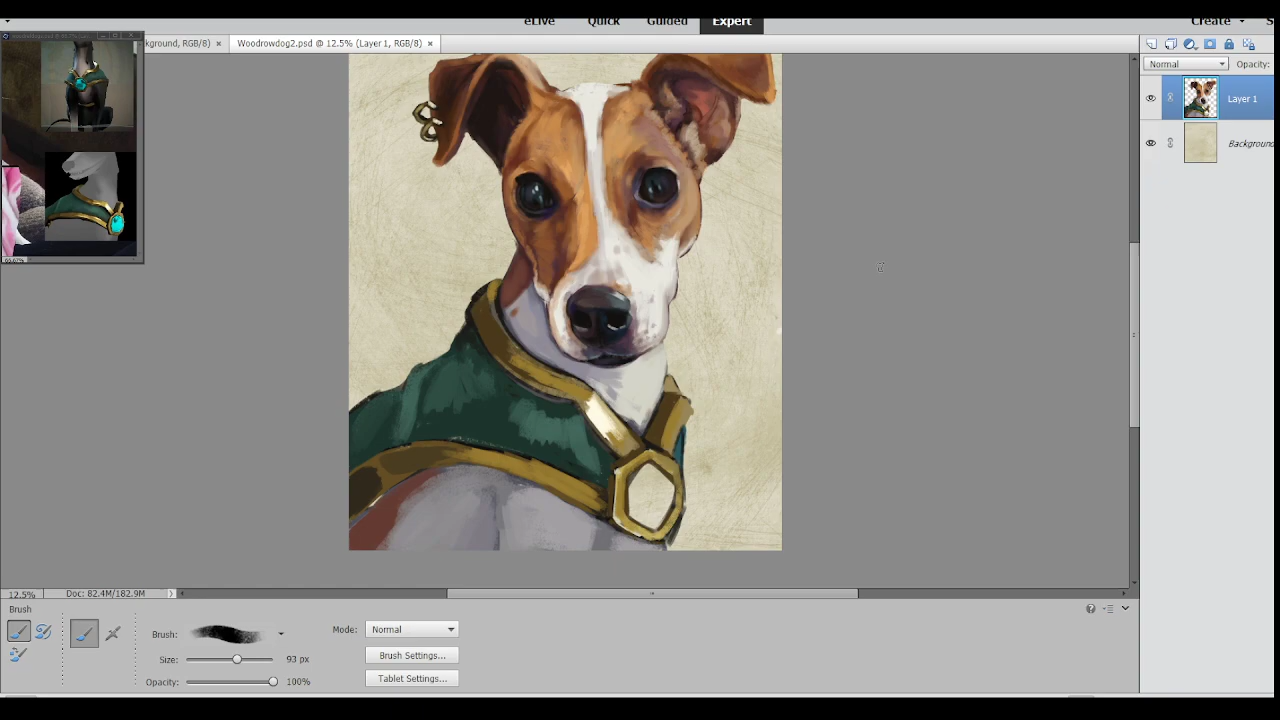 eLive Quick Guided Expert Create
kground, RGB/8) × Woodrowdog2.psd @ 12.5% (Layer 1, RGB/8) ×
Normal Opacity:
Layer 1
Background
12.5% Doc: 82.4M/182.9M
Brush
Brush: Mode: Normal
Size: 93 px Brush Settings...
Opacity: 100% Tablet Settings...